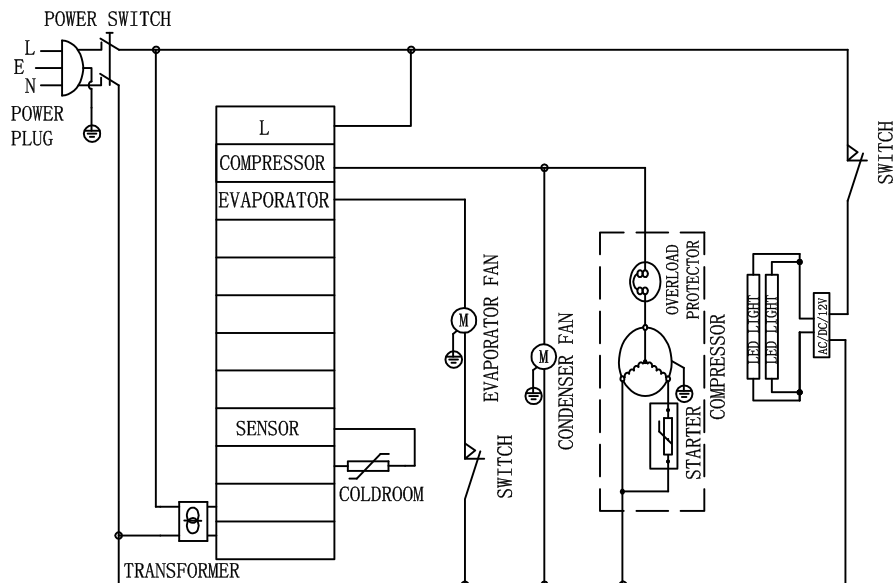 POWER SWITCH
L
E
N
POWER
PLUG
L
COMPRESSOR
EVAPORATOR
SENSOR
COLDROOM
TRANSFORMER
M
EVAPORATOR FAN
SWITCH
M
CONDENSER FAN
OVERLOAD
PROTECTOR
COMPRESSOR
STARTER
LED LIGHT
LED LIGHT
AC/DC/12V
SWITCH